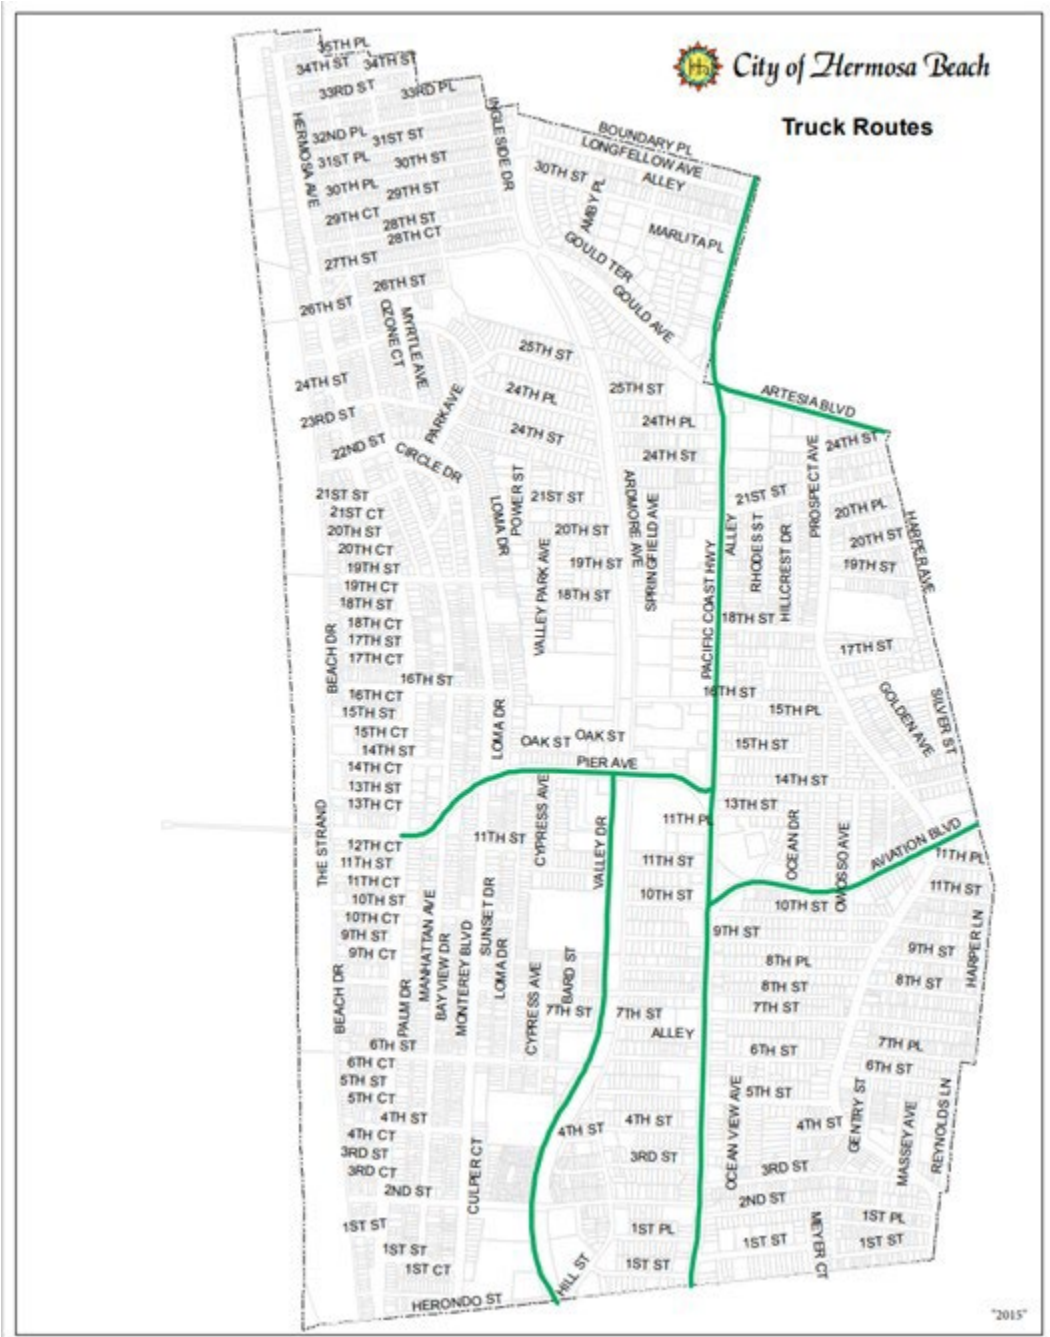 City of Hermosa Beach
Truck Routes
35TH PL
34TH ST
34TH ST
33RD ST
33RD PL
HERMOSA AVE
INGLESIDE DR
BOUNDARY PL
LONGFELLOW AVE
ALLEY
32ND PL
31ST ST
31ST PL
30TH ST
30TH ST
30TH PL
29TH ST
AMBY PL
29TH CT
28TH ST
28TH CT
MARLITA PL
GOULD TER
27TH ST
26TH ST
26TH ST
GOULD AVE
OZONE CT
MYRTLE AVE
25TH ST
24TH ST
24TH PL
25TH ST
ARTESIA BLVD
PARK AVE
23RD ST
24TH PL
24TH ST
22ND ST
CIRCLE DR
24TH ST
24TH ST
PROSPECT AVE
21ST ST
LOMA DR
POWER ST
21ST ST
ARDMORE AVE
SPRINGFIELD AVE
21ST ST
21ST CT
20TH PL
20TH ST
20TH ST
20TH ST
HARPER AVE
ALLEY
RHODES ST
HILLCREST DR
20TH CT
19TH ST
19TH ST
19TH ST
VALLEY PARK AVE
PACIFIC COAST HWY
19TH CT
18TH ST
18TH ST
18TH ST
18TH CT
BEACH DR
17TH ST
17TH ST
17TH CT
16TH ST
16TH ST
16TH CT
15TH ST
15TH PL
GOLDEN AVE
SILVER ST
LOMA DR
15TH CT
OAK ST
OAK ST
15TH ST
14TH ST
PIER AVE
14TH CT
14TH ST
13TH ST
13TH CT
13TH ST
THE STRAND
CYPRESS AVE
VALLEY DR
11TH PL
OCEAN DR
OWOSSO AVE
AVIATION BLVD
12TH CT
11TH ST
11TH ST
11TH ST
11TH PL
11TH CT
11TH ST
10TH ST
10TH ST
10TH ST
10TH CT
MANHATTAN AVE
BAY VIEW DR
MONTEREY BLVD
SUNSET DR
LOMA DR
9TH ST
9TH ST
9TH ST
HARPER LN
9TH CT
8TH PL
8TH ST
8TH ST
BEACH DR
PALM DR
CYPRESS AVE
BARD ST
7TH ST
7TH ST
7TH ST
ALLEY
6TH ST
6TH ST
7TH PL
6TH ST
6TH CT
5TH ST
5TH ST
5TH CT
OCEAN VIEW AVE
GENTRY ST
MASSEY AVE
REYNOLDS LN
4TH ST
4TH ST
4TH ST
4TH ST
4TH CT
3RD ST
3RD ST
3RD ST
3RD CT
CULPER CT
2ND ST
2ND ST
1ST ST
1ST PL
1ST PL
1ST ST
1ST ST
MEYER CT
1ST ST
1ST CT
1ST ST
HILL ST
HERONDO ST
"2015"